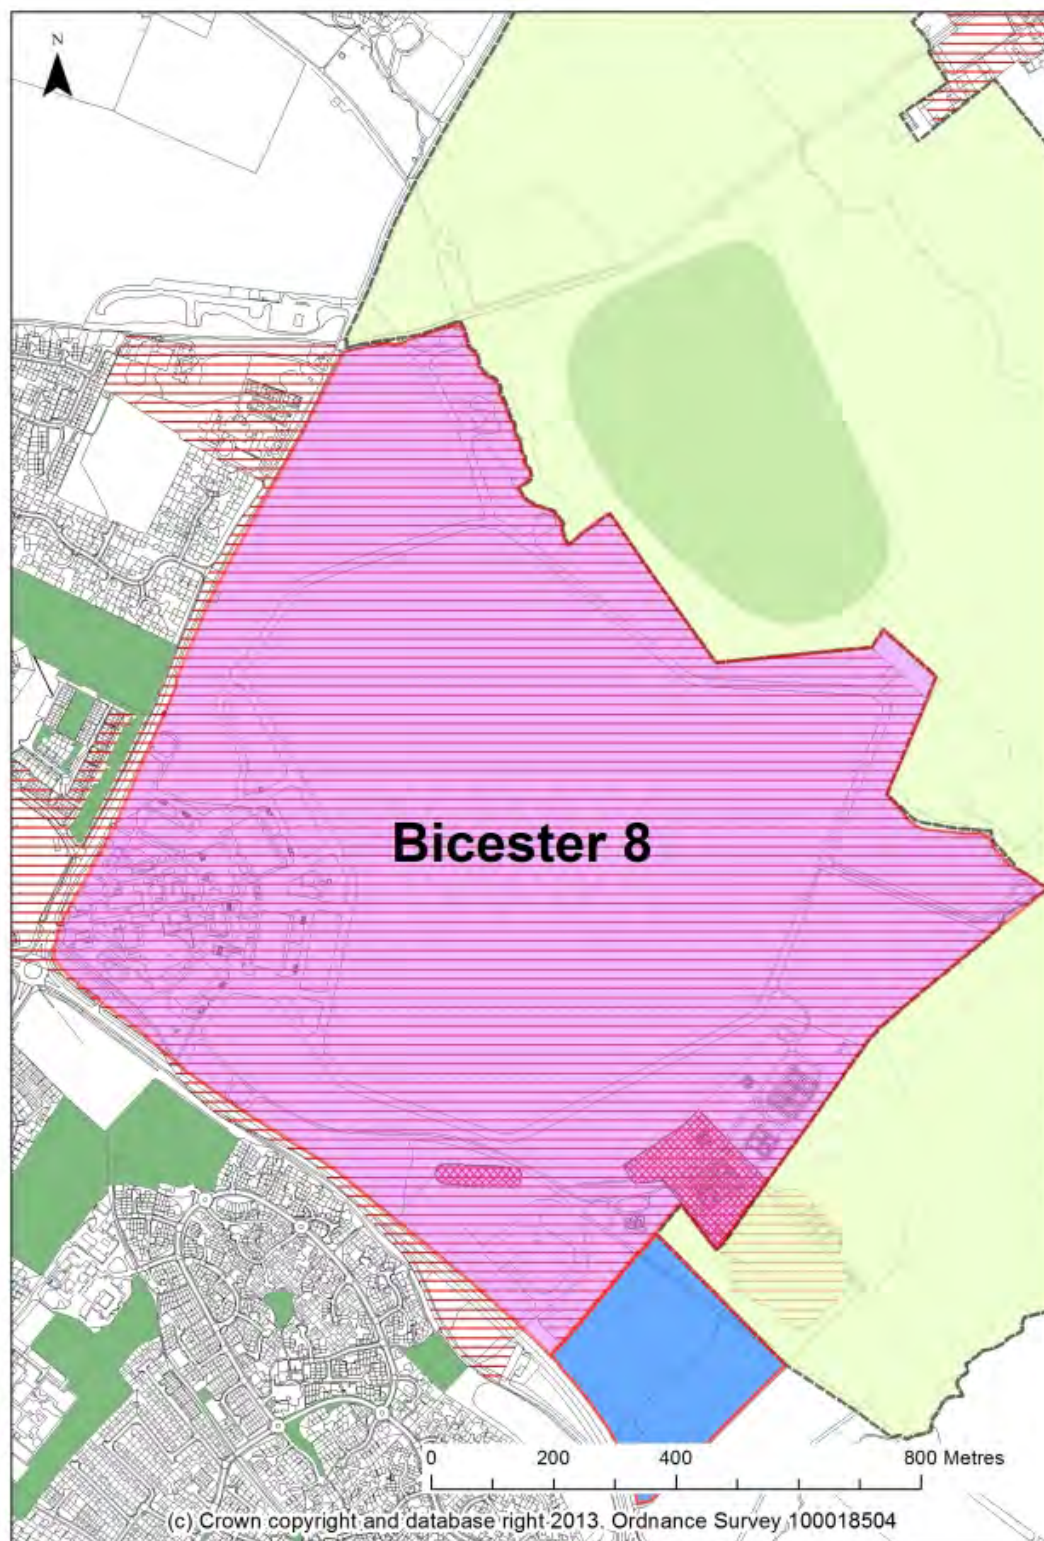 N
Bicester 8
0 200 400 800 Metres
(c) Crown copyright and database right 2013. Ordnance Survey 100018504